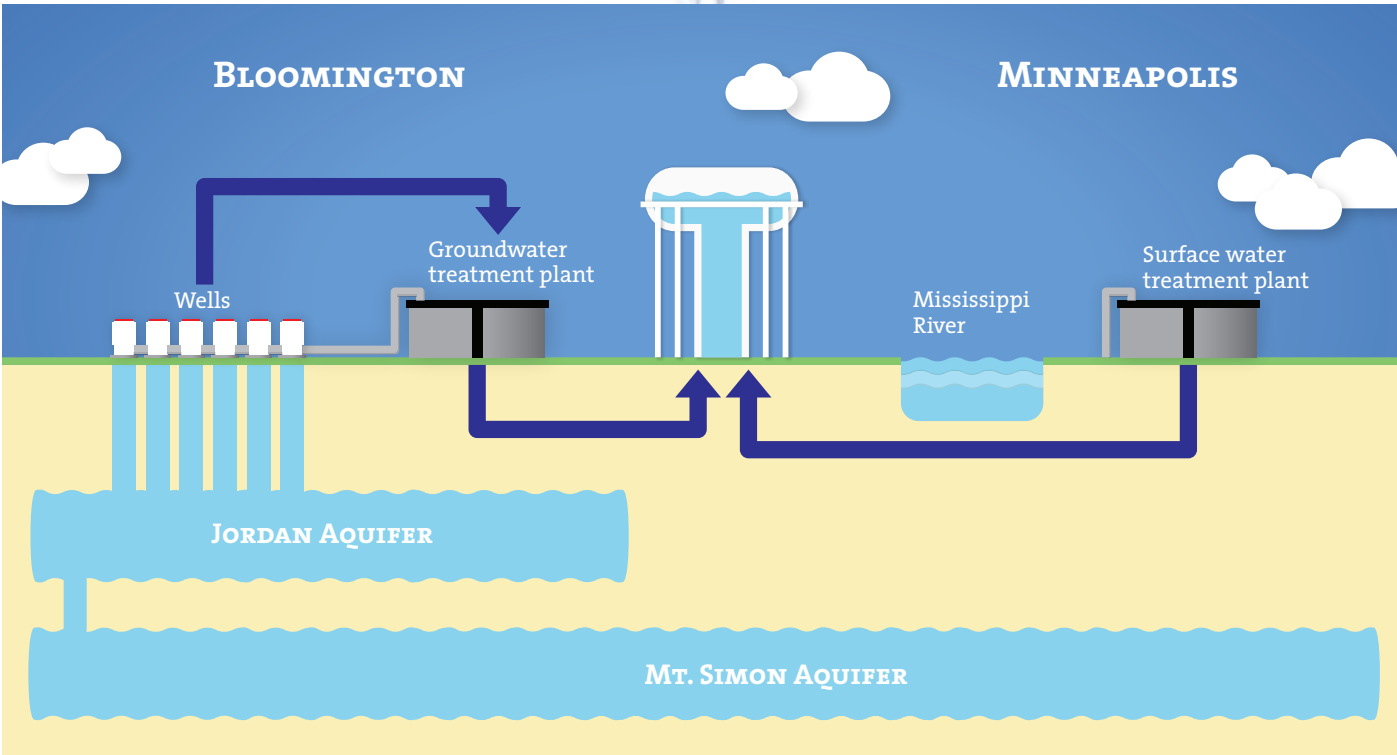 Bloomington
Minneapolis
Groundwater
treatment plant
Wells
Mississippi
River
Surface water
treatment plant
Jordan Aquifer
Mt. Simon Aquifer